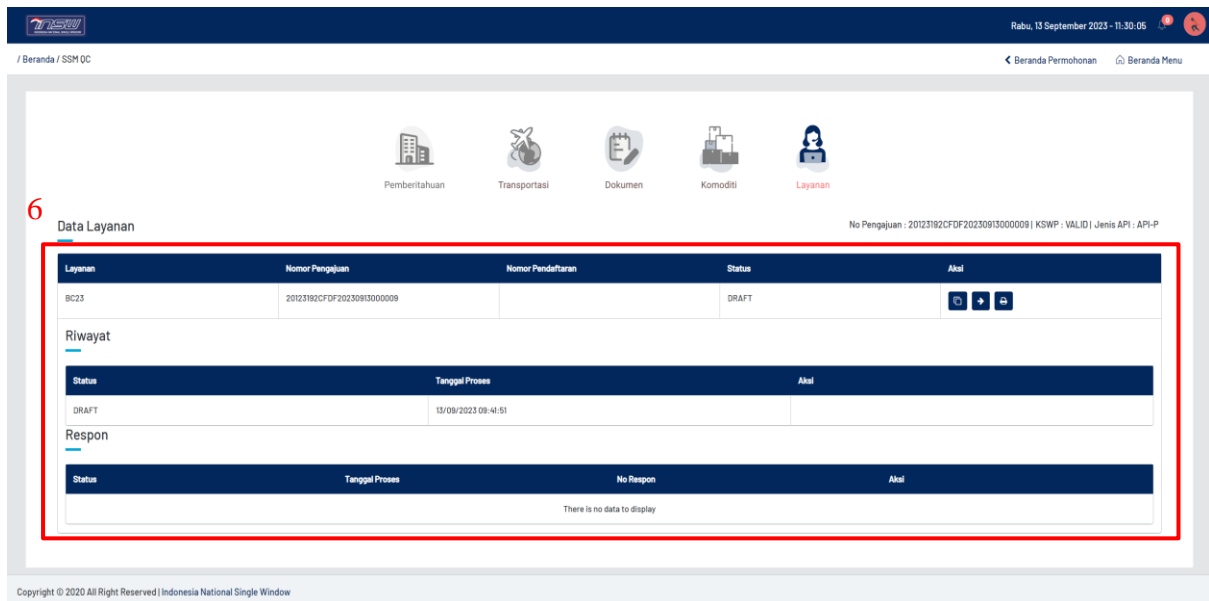 INSW
Rabu, 13 September 2023 - 11:30:05 0
/ Beranda / SSM QC
Beranda Permohonan Beranda Menu
Pemberitahuan Transportasi Dokumen Komoditi Layanan
6
Data Layanan
No Pengajuan : 20123192CFDF20230913000009 | KSWP : VALID | Jenis API : API-P
Layanan Nomor Pengajuan Nomor Pendaftaran Status Aksi
BC23 20123192CFDF20230913000009 DRAFT
Riwayat
Status Tanggal Proses Aksi
DRAFT 13/09/2023 09:41:51
Respon
Status Tanggal Proses No Respon Aksi
There is no data to display
Copyright © 2020 All Right Reserved | Indonesia National Single Window